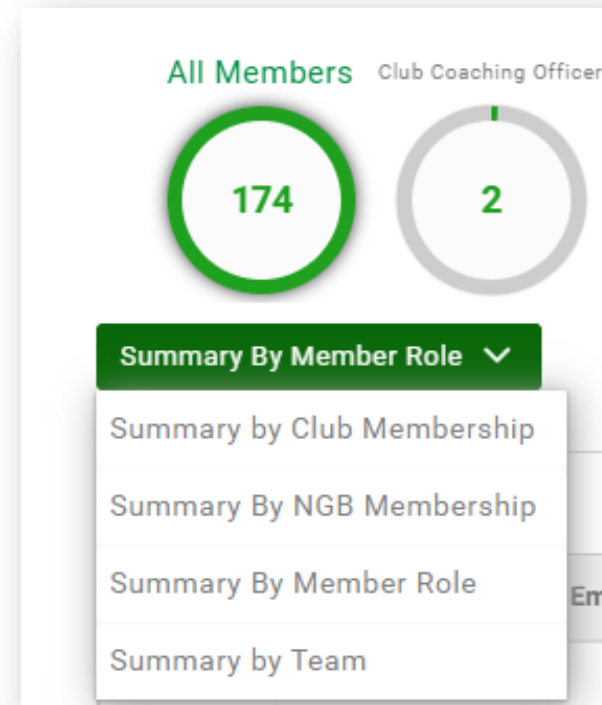 All Members Club Coaching Officer
174 2
Summary By Member Role
Summary by Club Membership
Summary By NGB Membership
Summary By Member Role
Em
Summary by Team